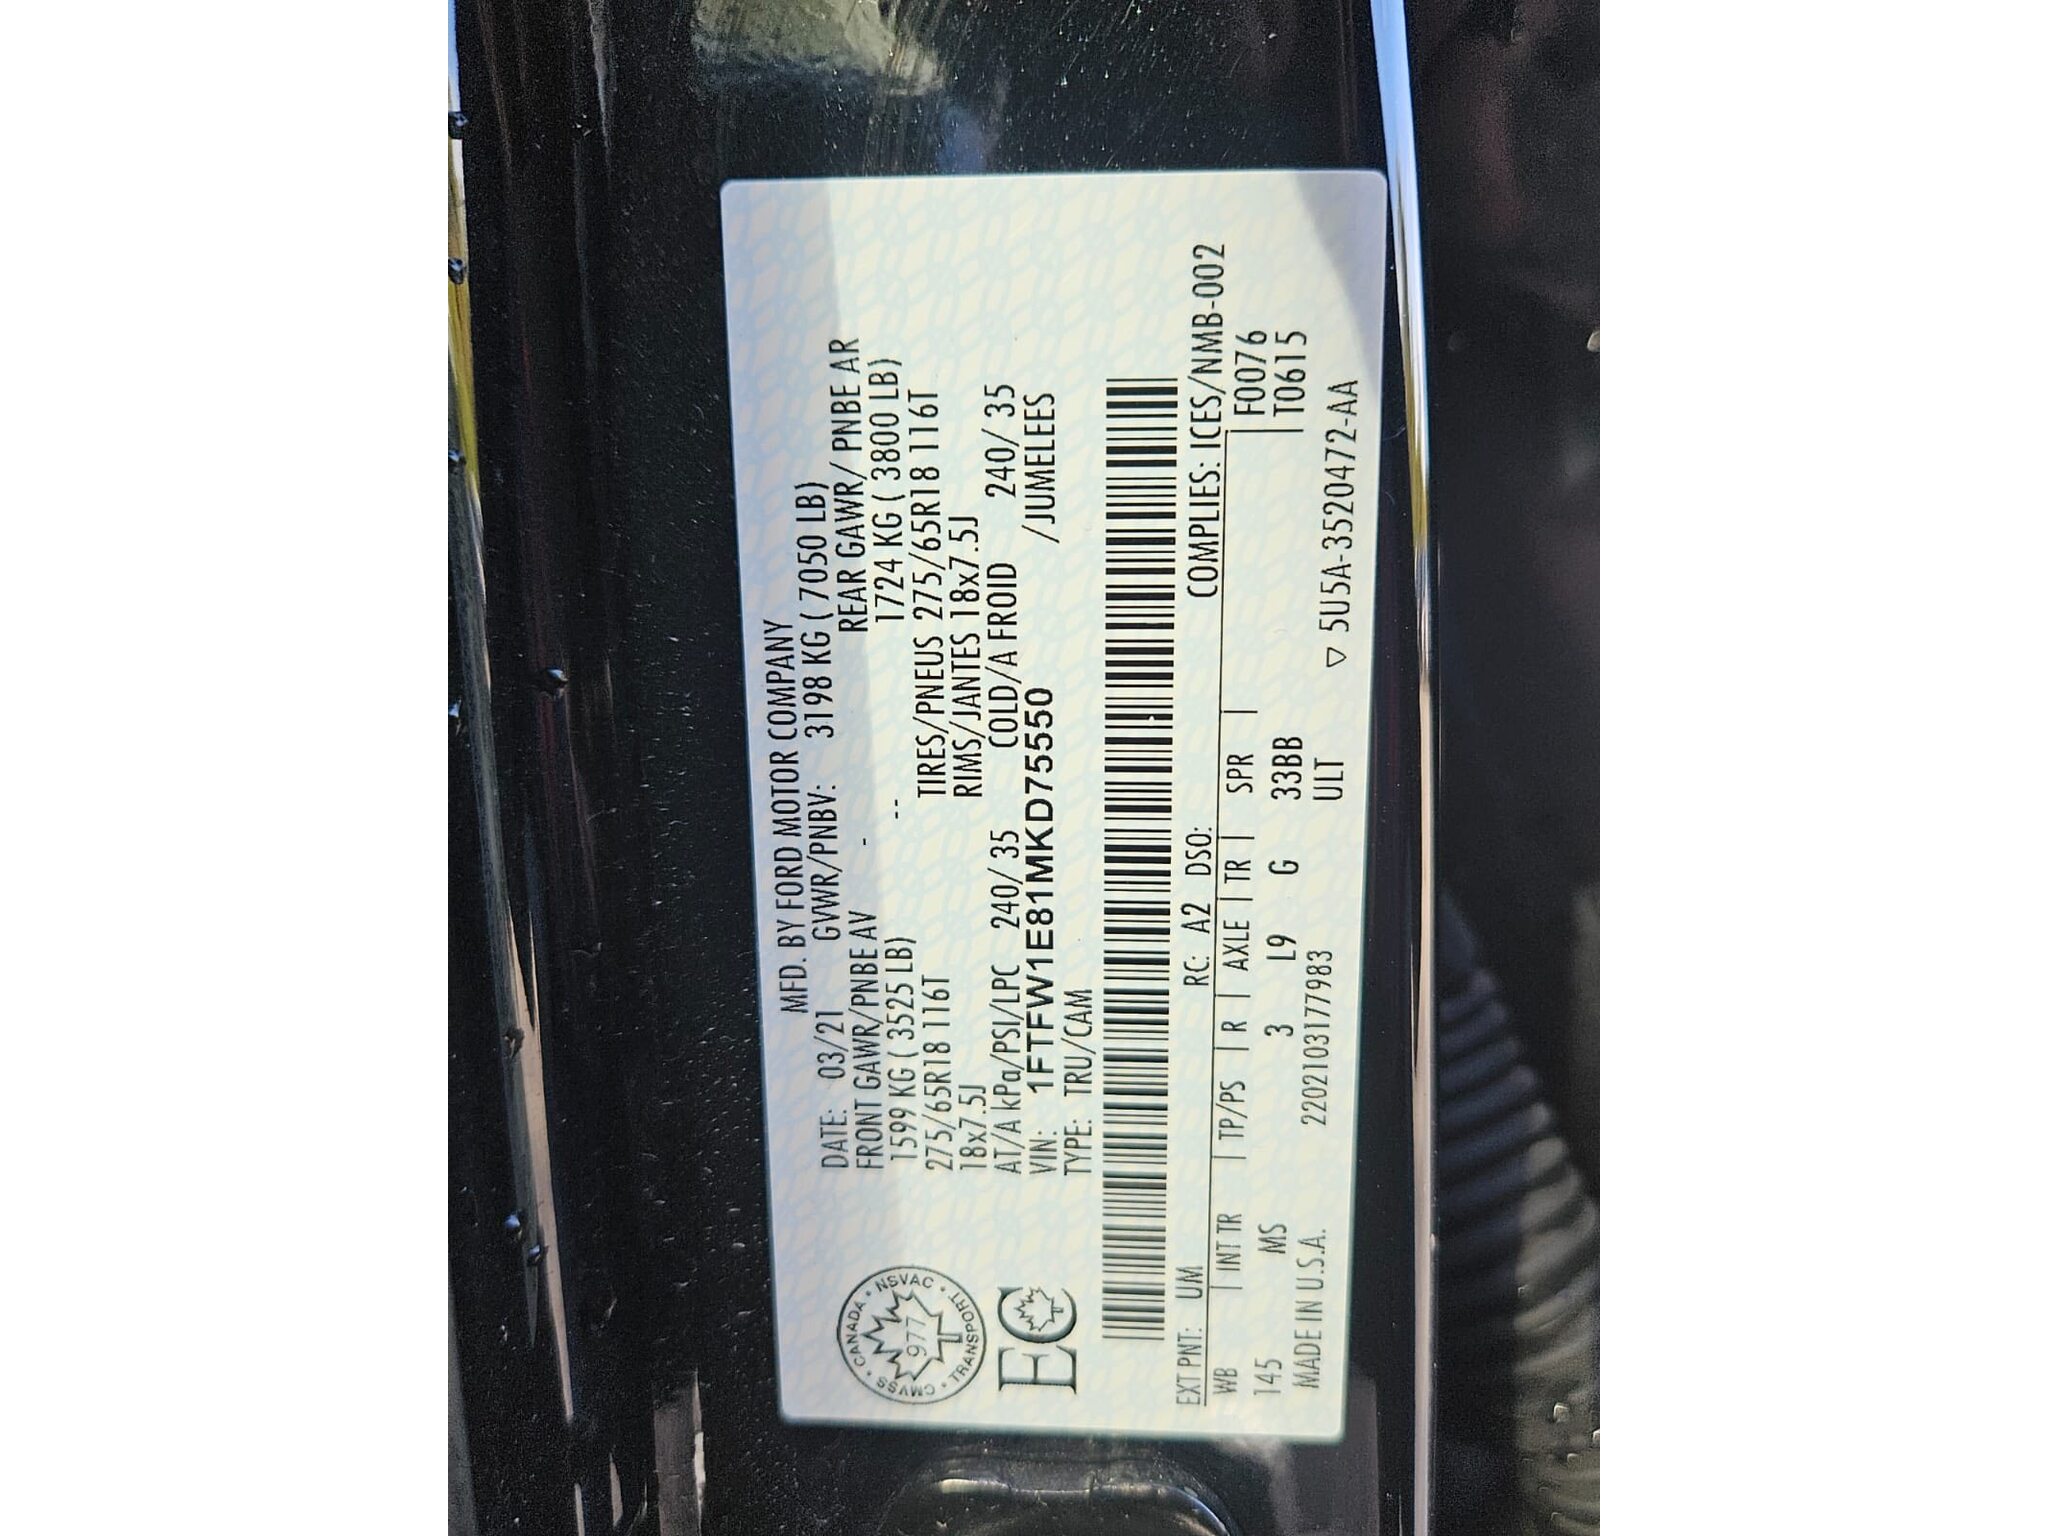 MFD. BY FORD MOTOR COMPANY
DATE: 03/21 GVWR/PNBV: 3198 KG ( 7050 LB)
FRONT GAWR/PNBE AV - REAR GAWR/ PNBE AR
1599 KG ( 3525 LB) -- 1724 KG ( 3800 LB)
275/65R18 116T TIRES/PNEUS 275/65R18 116T
18x7.5J RIMS/JANTES 18x7.5J
AT/A kPa/PSI/LPC 240/ 35 COLD/A FROID 240/ 35
VIN: 1FTFW1E81MKD75550 /JUMELEES
TYPE: TRU/CAM
CANADA • NSVAC • TRANSPORT • CMVSS •
977
EC
COMPLIES: ICES/NMB-002
EXT PNT: UM RC: A2 DSO: F0076
WB | INT TR | TP/PS | R | AXLE | TR | SPR | | T0615
145 MS 3 L9 G 33BB
MADE IN U.S.A. 2202103177983 ULT
▽ 5U5A-3520472-AA